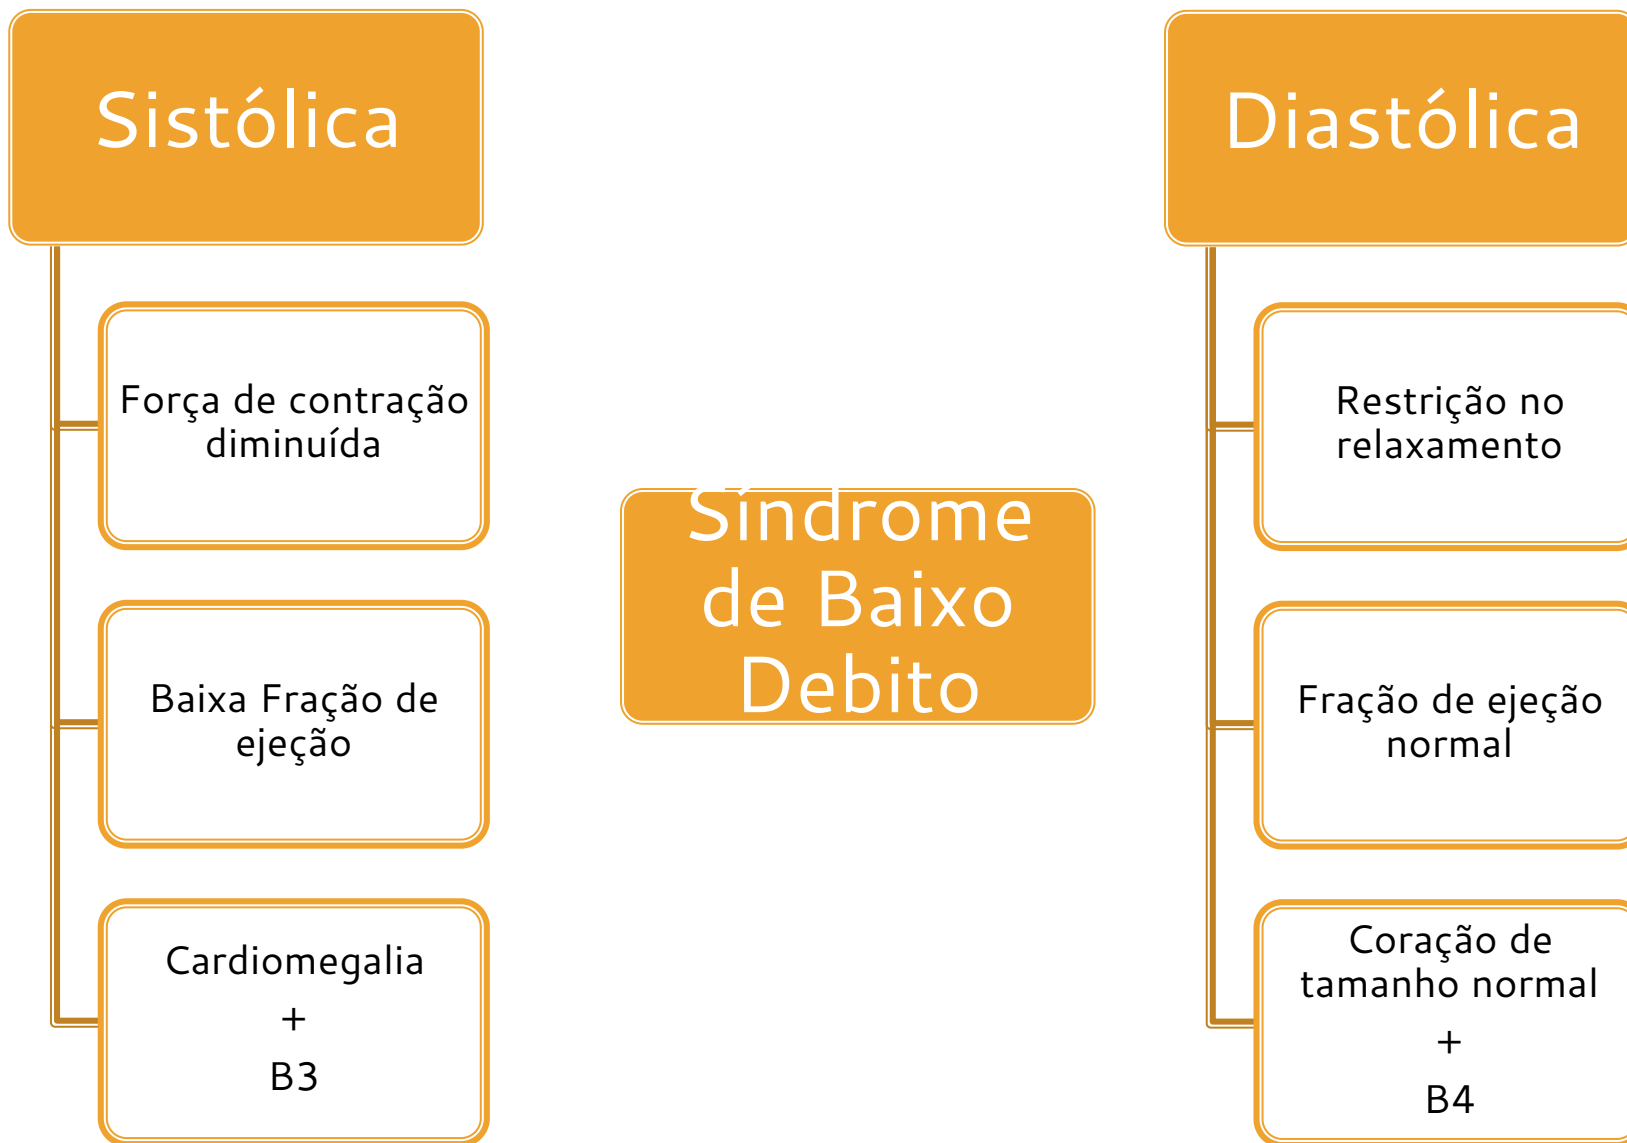 Sistólica
Força de contração
diminuída
Baixa Fração de
ejeção
Cardiomegalia
+
B3
Síndrome
de Baixo
Debito
Diastólica
Restrição no
relaxamento
Fração de ejeção
normal
Coração de
tamanho normal
+
B4